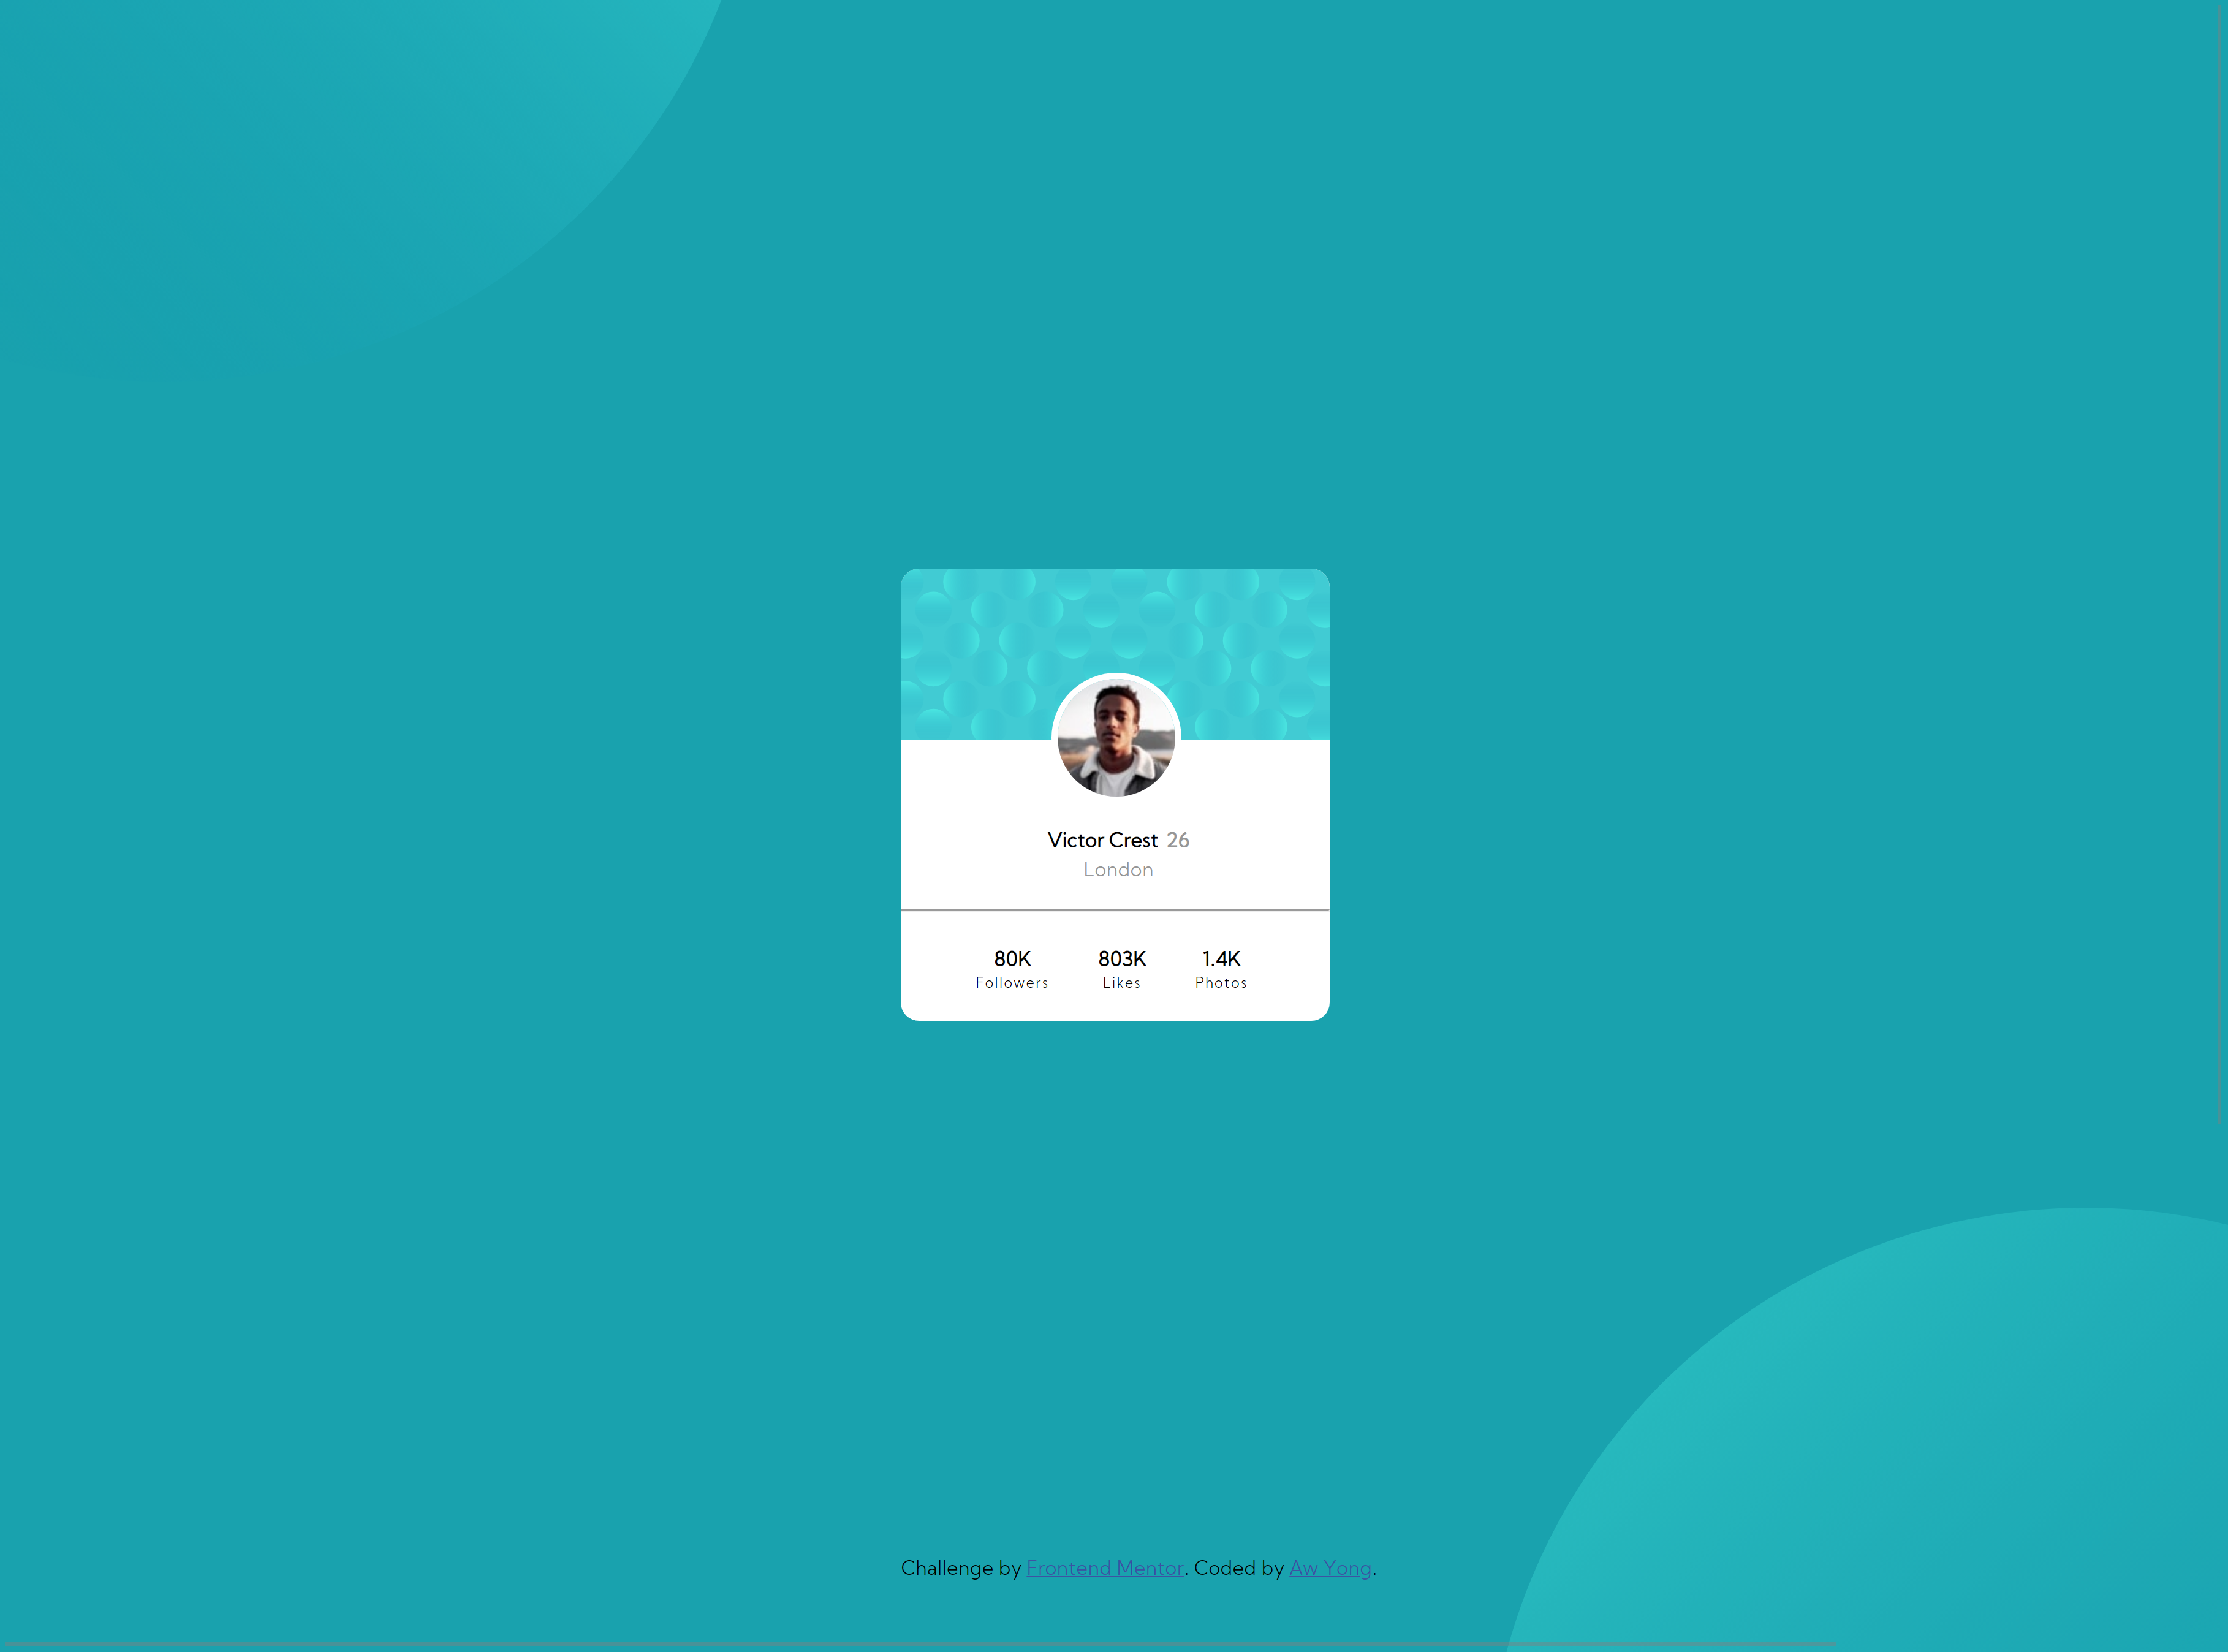 Victor Crest 26
London
80K 803K 1.4K
Followers Likes Photos
Challenge by Frontend Mentor. Coded by Aw Yong.